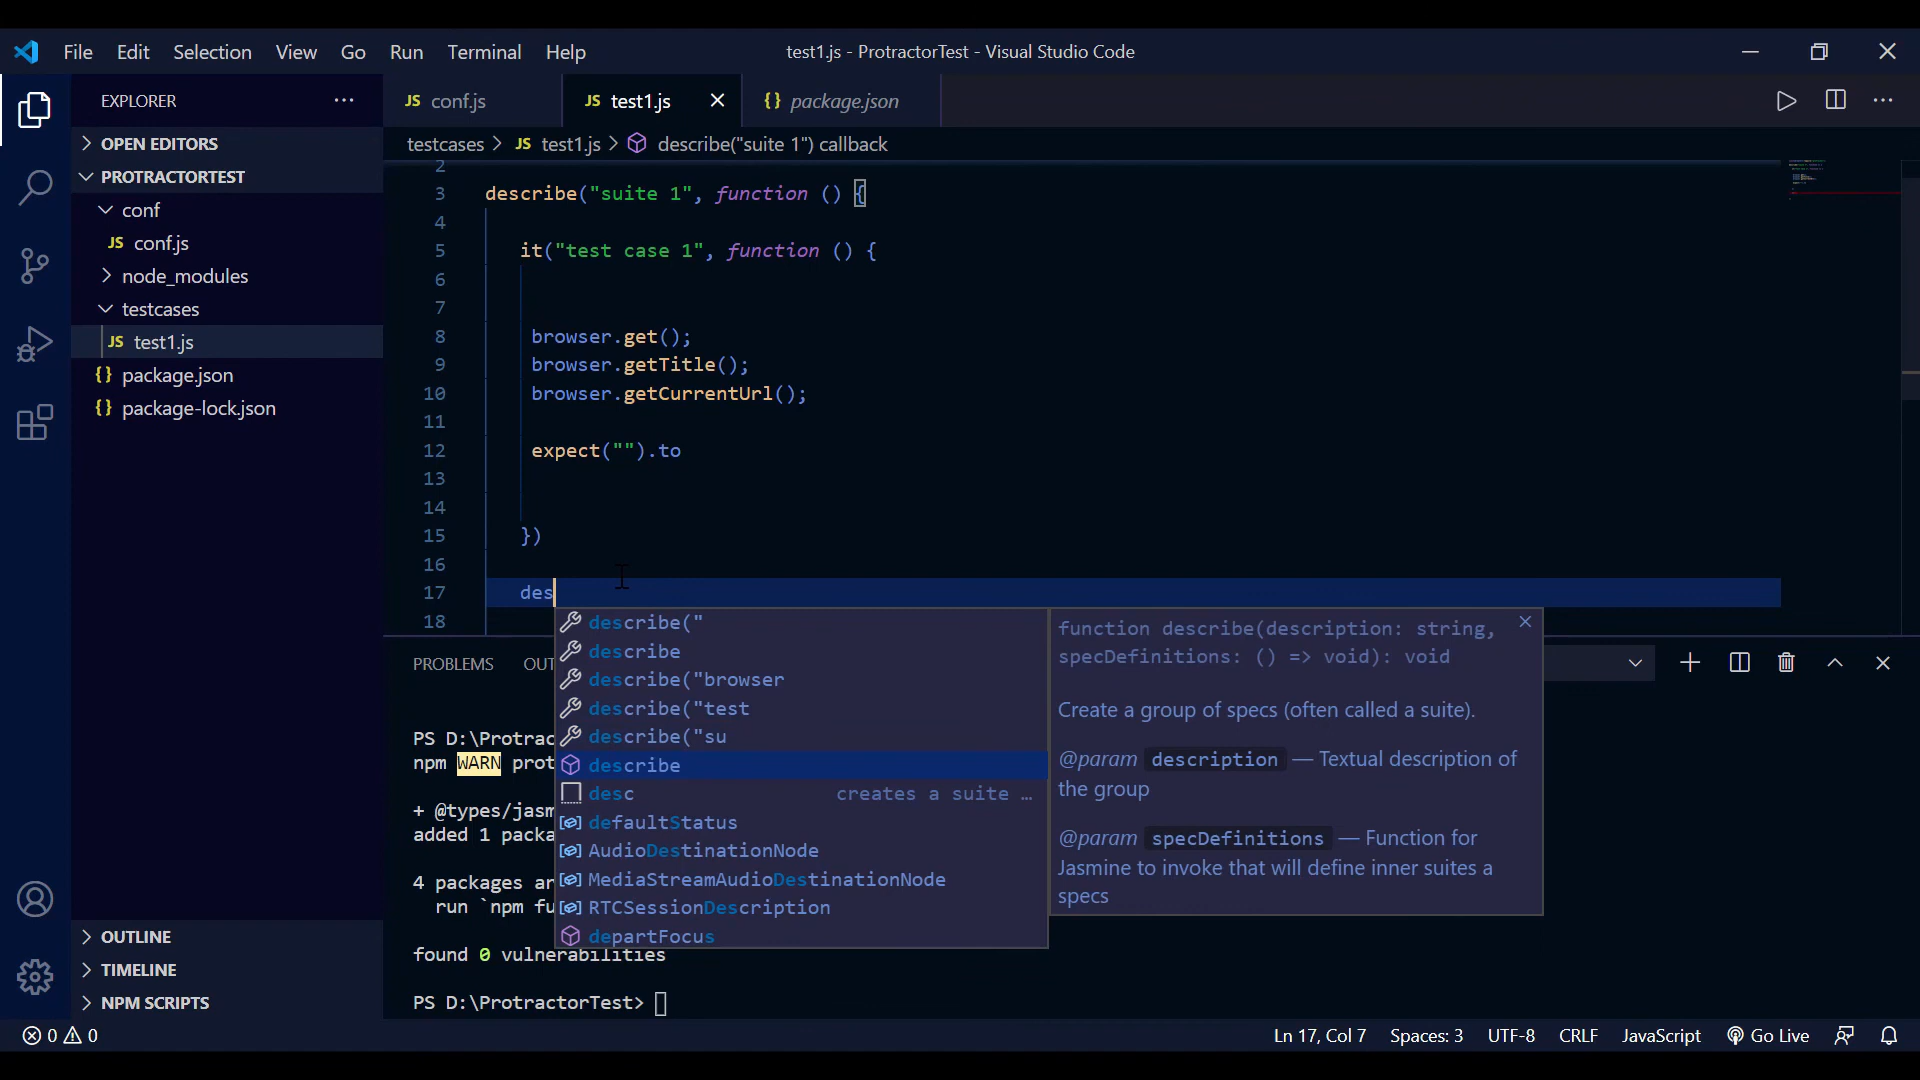 File Edit Selection View Go Run Terminal Help
test1.js - ProtractorTest - Visual Studio Code
EXPLORER
OPEN EDITORS
PROTRACTORTEST
conf
JS conf.js
node_modules
testcases
JS test1.js
{} package.json
{} package-lock.json
OUTLINE
TIMELINE
NPM SCRIPTS
JS conf.js
JS test1.js
{} package.json
testcases > JS test1.js > describe("suite 1") callback
2
3 describe("suite 1", function () {
4
5 it("test case 1", function () {
6
7
8 browser.get();
9 browser.getTitle();
10 browser.getCurrentUrl();
11
12 expect("").to
13
14
15 })
16
17 des
18
describe("
describe
describe("browser
describe("test
describe("su
describe
desc creates a suite …
defaultStatus
AudioDestinationNode
MediaStreamAudioDestinationNode
RTCSessionDescription
departFocus
function describe(description: string,
specDefinitions: () => void): void
Create a group of specs (often called a suite).
@param description — Textual description of
the group
@param specDefinitions — Function for
Jasmine to invoke that will define inner suites a
specs
PROBLEMS OUT
PS D:\Protrac
npm WARN prot
+ @types/jasm
added 1 packa
4 packages ar
run `npm fu
found 0 vulnerabilities
PS D:\ProtractorTest>
0 0
Ln 17, Col 7 Spaces: 3 UTF-8 CRLF JavaScript Go Live